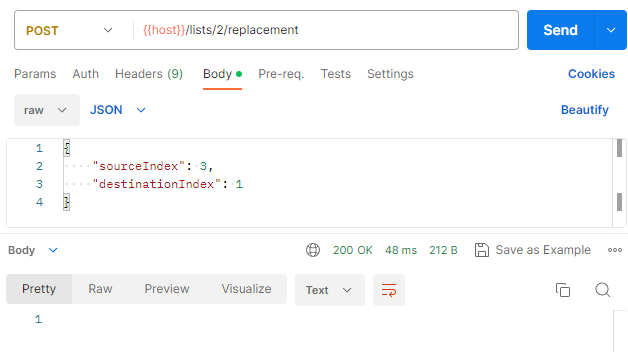 POST {{host}}/lists/2/replacement Send
Params Auth Headers (9) Body Pre-req. Tests Settings Cookies
raw JSON Beautify
1 {
2 "sourceIndex": 3,
3 "destinationIndex": 1
4 }
Body 200 OK 48 ms 212 B Save as Example
Pretty Raw Preview Visualize Text
1